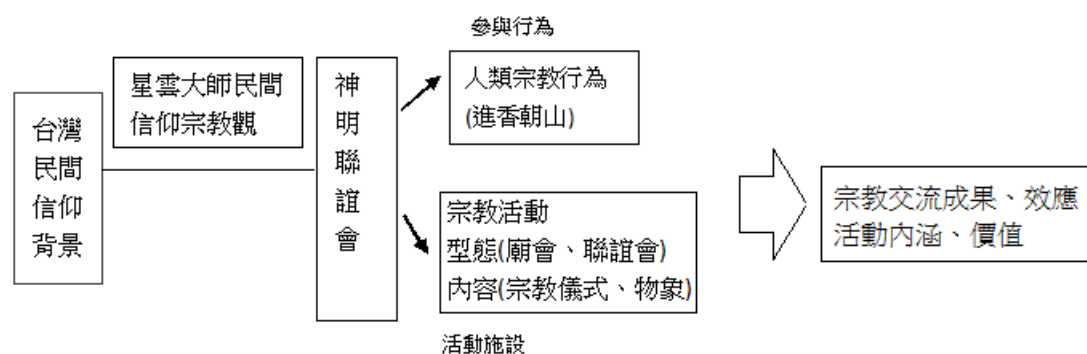 台灣
民間
信仰
背景
星雲大師民間
信仰宗教觀
神
明
聯
誼
會
參與行為
人類宗教行為
(進香朝山)
宗教活動
型態(廟會、聯誼會)
內容(宗教儀式、物象)
活動施設
宗教交流成果、效應
活動內涵、價值